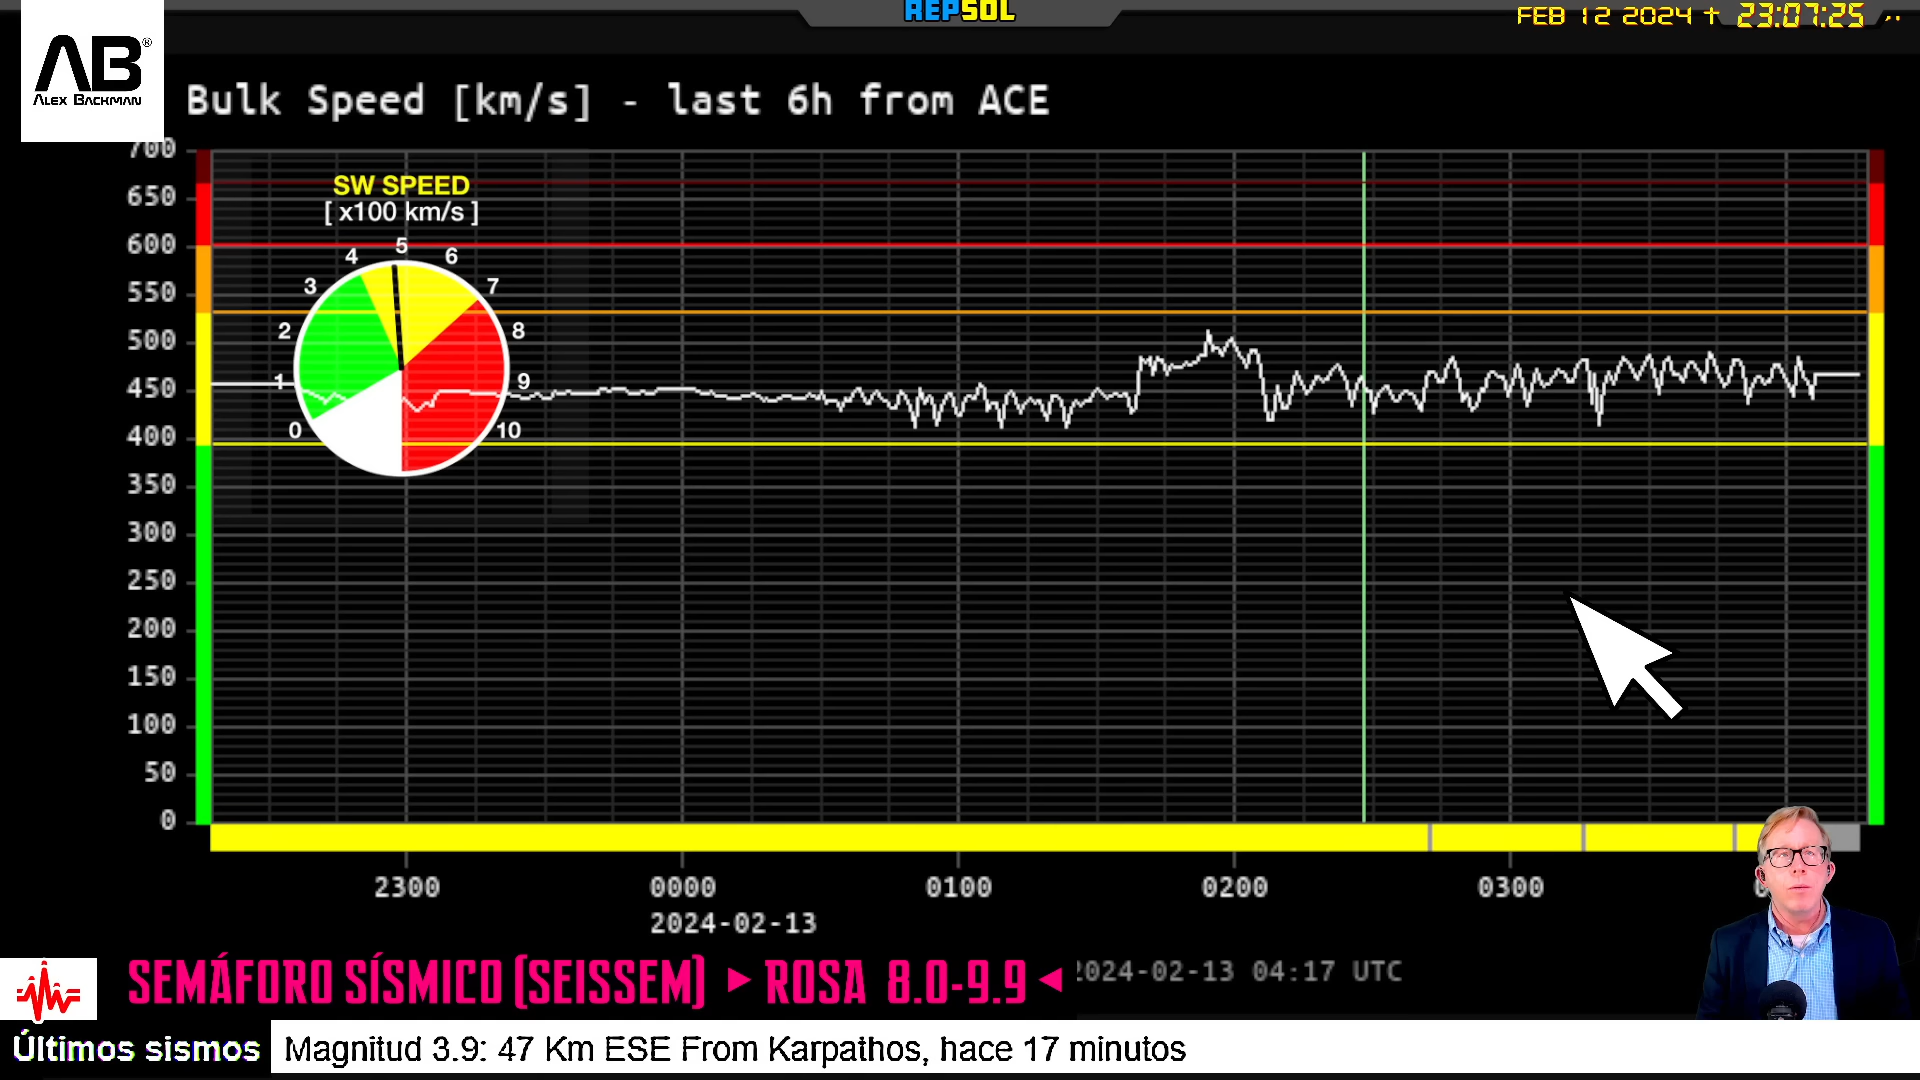 REPSOL
FEB 12 2024 † 23:07:25
AB®
ALEX BACKMAN
Bulk Speed [km/s] - last 6h from ACE
700
650
600
550
500
450
400
350
300
250
200
150
100
50
0
SW SPEED
[ x100 km/s ]
0
1
2
3
4
5
6
7
8
9
10
2300
0000
0100
0200
0300
2024-02-13
SEMÁFORO SÍSMICO (SEISSEM) ► ROSA 8.0-9.9 ◄
2024-02-13 04:17 UTC
Últimos sismos
Magnitud 3.9: 47 Km ESE From Karpathos, hace 17 minutos